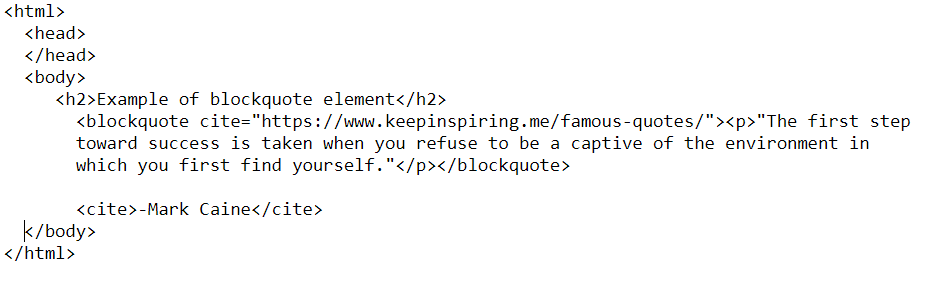 <html>
<head>
</head>
<body>
<h2>Example of blockquote element</h2>
<blockquote cite="https://www.keepinspiring.me/famous-quotes/"><p>"The first step
toward success is taken when you refuse to be a captive of the environment in
which you first find yourself."</p></blockquote>
<cite>-Mark Caine</cite>
</body>
</html>